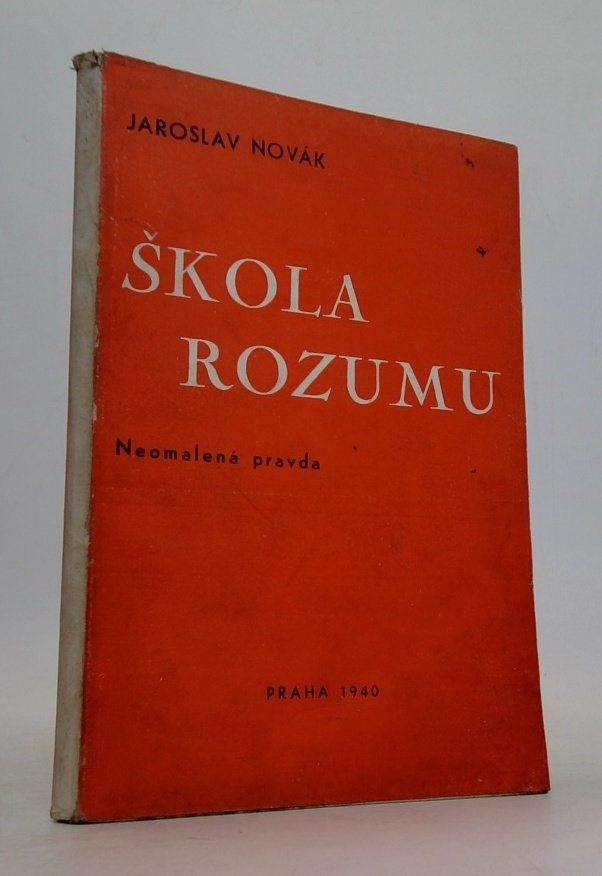 JAROSLAV NOVÁK
ŠKOLA
ROZUMU
Neomalená pravda
PRAHA 1940